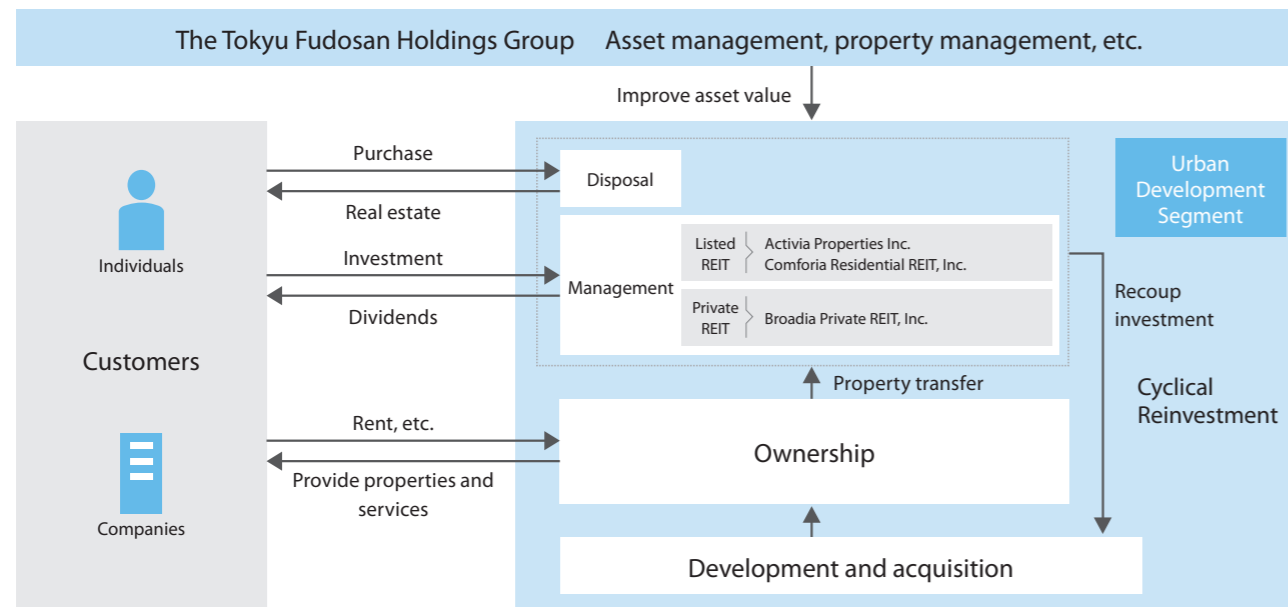 The Tokyu Fudosan Holdings Group Asset management, property management, etc.
Improve asset value
Individuals
Customers
Companies
Purchase
Real estate
Investment
Dividends
Rent, etc.
Provide properties and
services
Disposal
Management
Listed
REIT
Activia Properties Inc.
Comforia Residential REIT, Inc.
Private
REIT
Broadia Private REIT, Inc.
Property transfer
Ownership
Development and acquisition
Urban
Development
Segment
Recoup
investment
Cyclical
Reinvestment